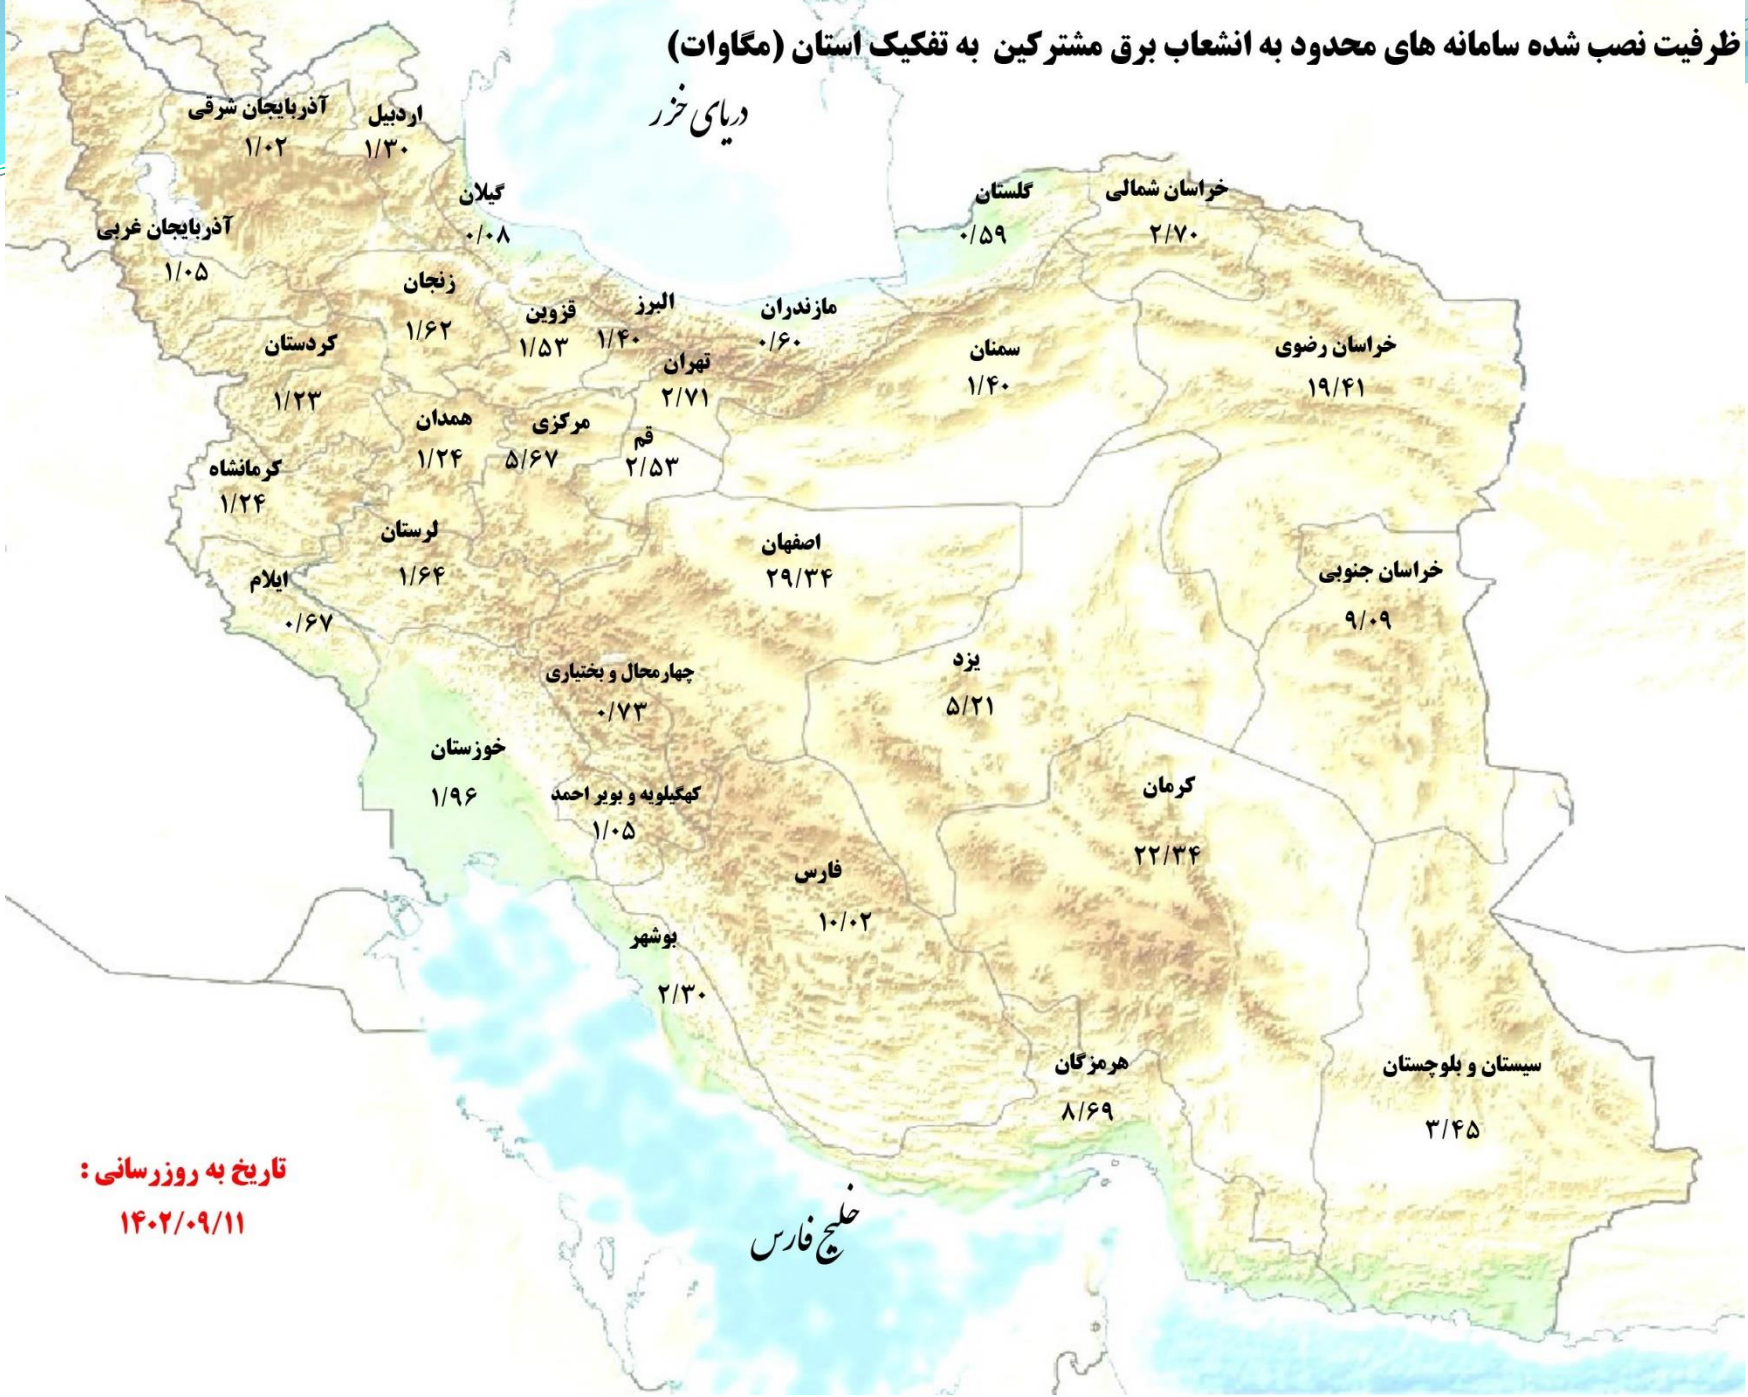 ظرفیت نصب شده سامانه های محدود به انشعاب برق مشترکین به تفکیک استان (مگاوات)
دریای خزر
آذربایجان شرقی
۱/۰۲
اردبیل
۱/۳۰
گیلان
۰/۰۸
گلستان
۰/۵۹
خراسان شمالی
۲/۷۰
آذربایجان غربی
۱/۰۵
زنجان
۱/۶۲
قزوین
۱/۵۳
البرز
۱/۴۰
مازندران
۰/۶۰
تهران
۲/۷۱
سمنان
۱/۴۰
خراسان رضوی
۱۹/۴۱
کردستان
۱/۲۳
همدان
۱/۲۴
مرکزی
۵/۶۷
قم
۲/۵۳
کرمانشاه
۱/۲۴
لرستان
۱/۶۴
اصفهان
۲۹/۳۴
خراسان جنوبی
۹/۰۹
ایلام
۰/۶۷
چهارمحال و بختیاری
۰/۷۳
یزد
۵/۲۱
خوزستان
۱/۹۶
کهگیلویه و بویر احمد
۱/۰۵
کرمان
۲۲/۳۴
فارس
۱۰/۰۲
بوشهر
۲/۳۰
هرمزگان
۸/۶۹
سیستان و بلوچستان
۳/۴۵
خلیج فارس
تاریخ به روزرسانی :
۱۴۰۲/۰۹/۱۱